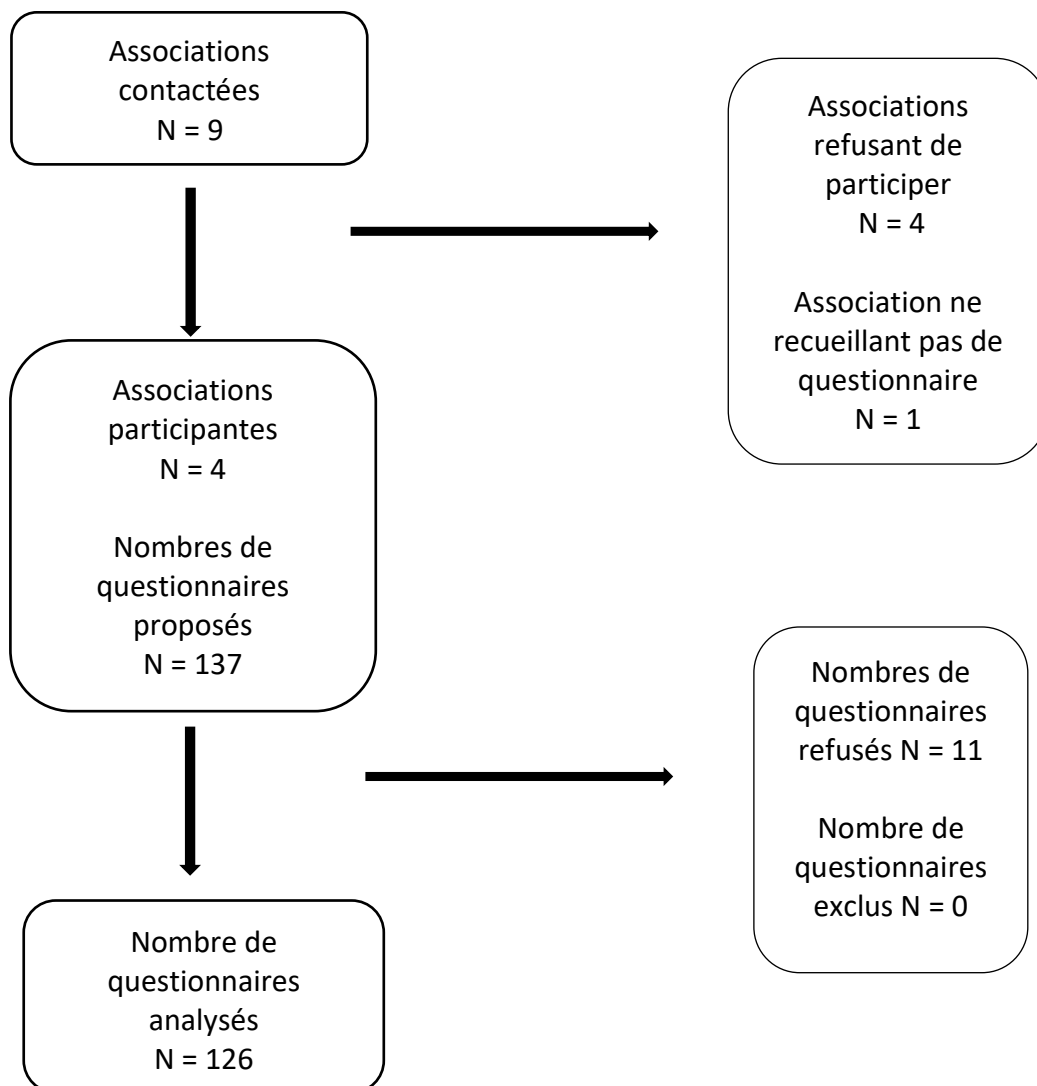 Associations
contactées
N = 9
Associations
refusant de
participer
N = 4
Association ne
recueillant pas de
questionnaire
N = 1
Associations
participantes
N = 4
Nombres de
questionnaires
proposés
N = 137
Nombres de
questionnaires
refusés N = 11
Nombre de
questionnaires
exclus N = 0
Nombre de
questionnaires
analysés
N = 126